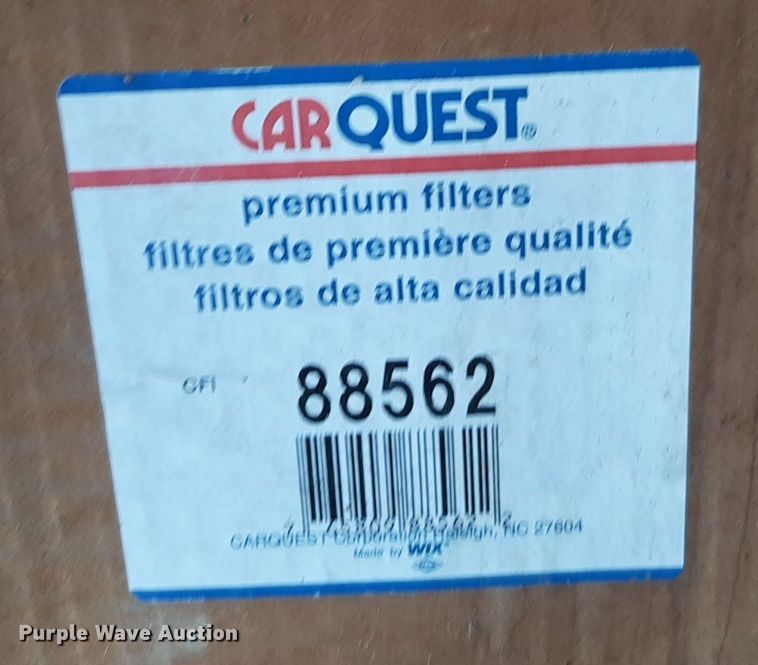 CARQUEST®
premium filters
filtres de première qualité
filtros de alta calidad
GFI
88562
CARQUEST Corporation Raleigh, NC 27604
Made by WIX®
Purple Wave Auction